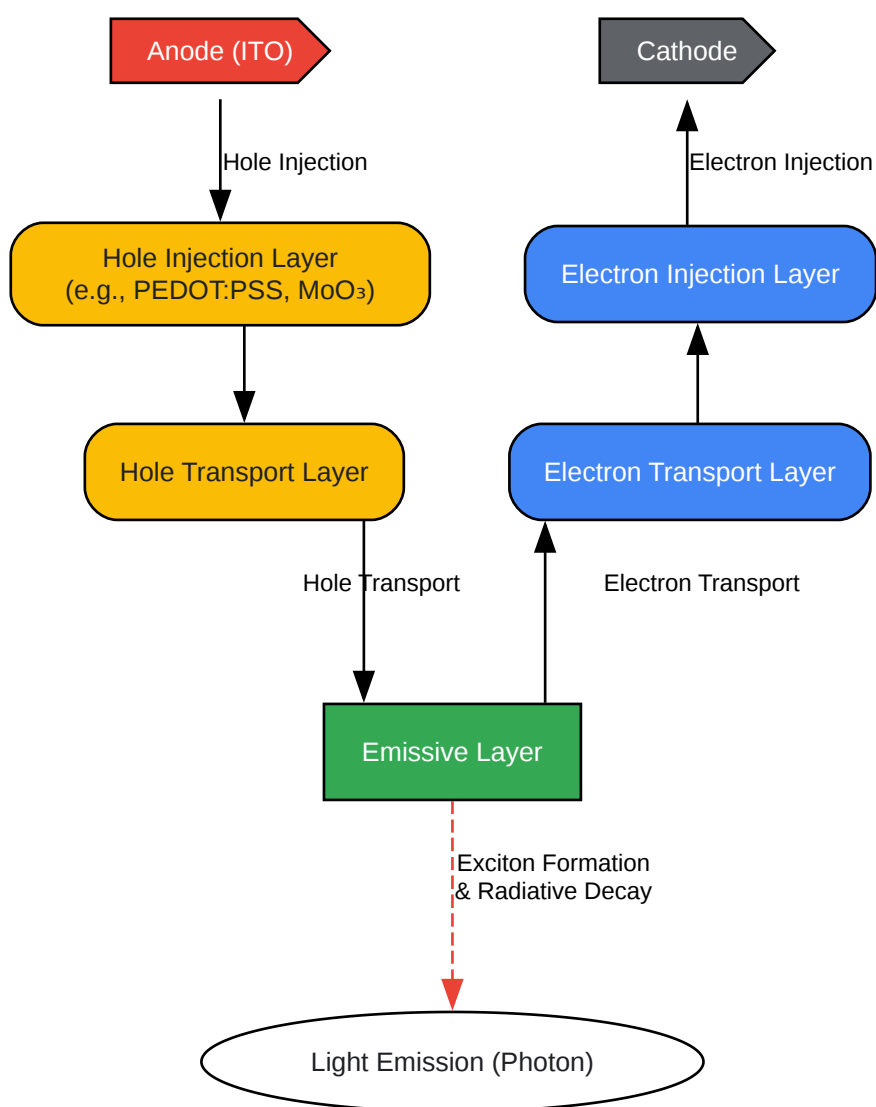 Anode (ITO)
Cathode
Hole Injection
Electron Injection
Hole Injection Layer
(e.g., PEDOT:PSS, MoO₃)
Electron Injection Layer
Hole Transport Layer
Electron Transport Layer
Hole Transport
Electron Transport
Emissive Layer
Exciton Formation
& Radiative Decay
Light Emission (Photon)